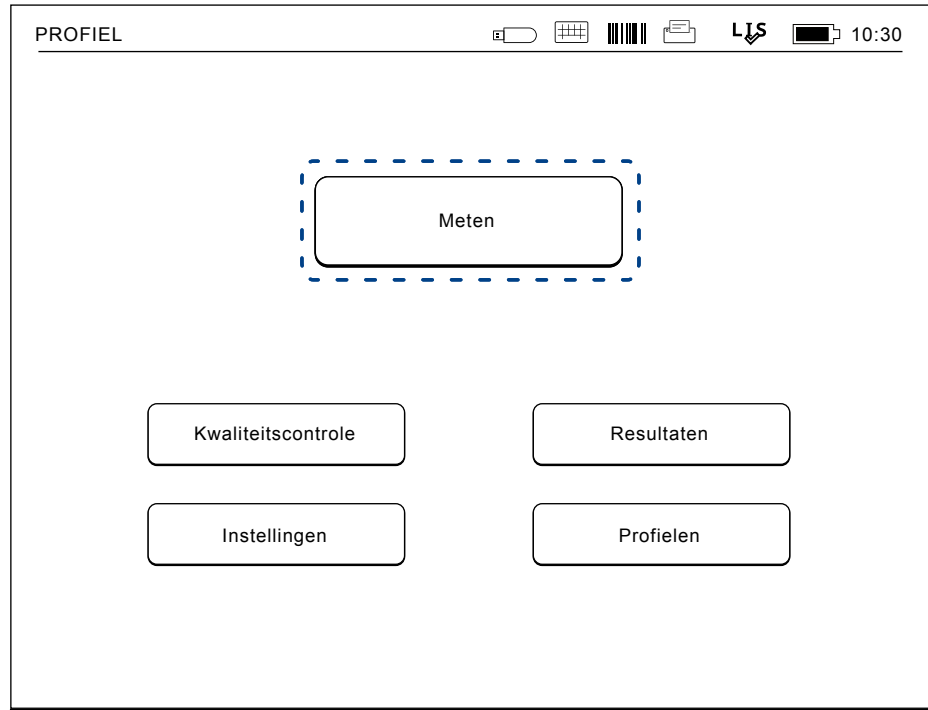 PROFIEL LIS 10:30
Meten
Kwaliteitscontrole Resultaten
Instellingen Profielen